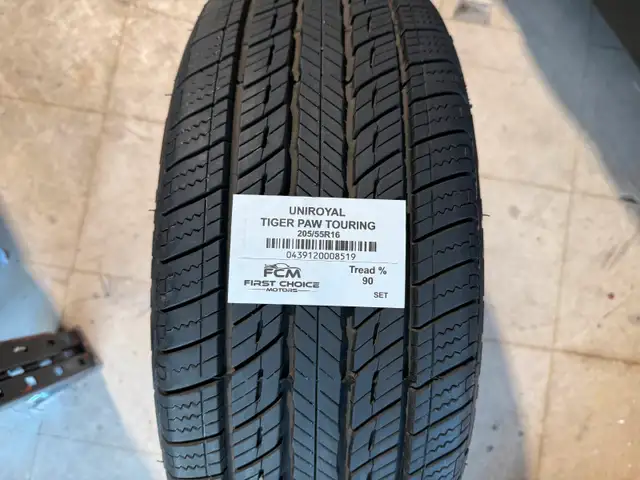 UNIROYAL
TIGER PAW TOURING
205/55R16
0439120008519
FCM
FIRST CHOICE
MOTORS
Tread %
90
SET